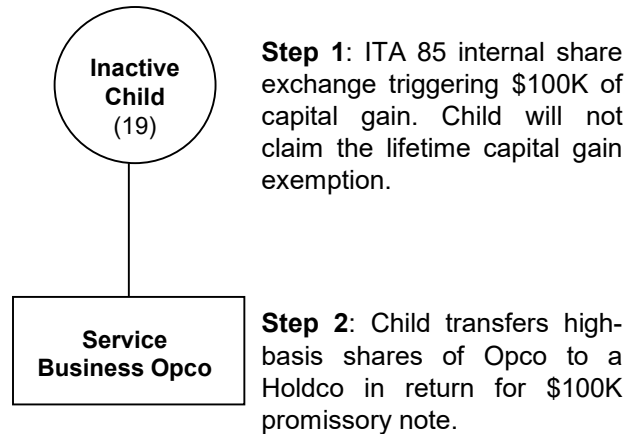 Inactive
Child
(19)
Step 1: ITA 85 internal share
exchange triggering $100K of
capital gain. Child will not
claim the lifetime capital gain
exemption.
Service
Business Opco
Step 2: Child transfers high-
basis shares of Opco to a
Holdco in return for $100K
promissory note.